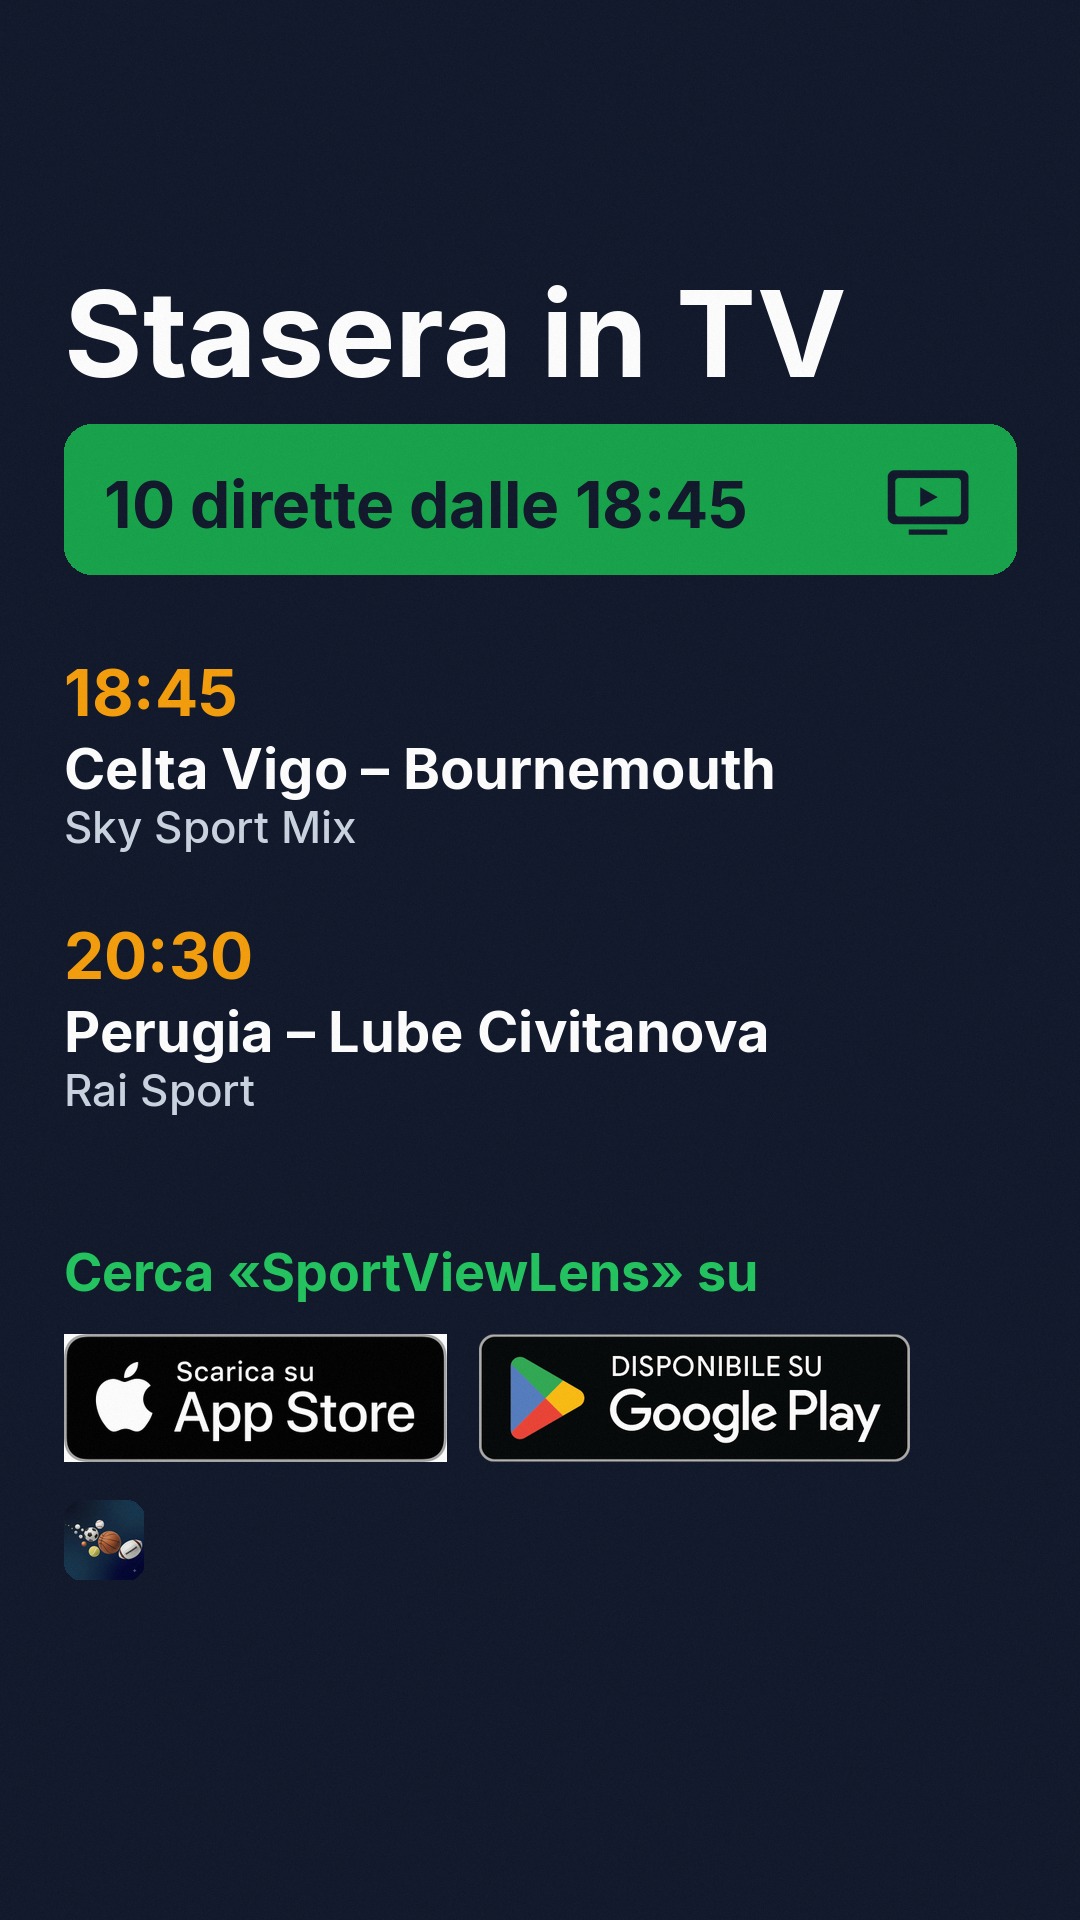 Stasera in TV
10 dirette dalle 18:45
18:45
Celta Vigo – Bournemouth
Sky Sport Mix
20:30
Perugia – Lube Civitanova
Rai Sport
Cerca «SportViewLens» su
Scarica su
App Store
DISPONIBILE SU
Google Play